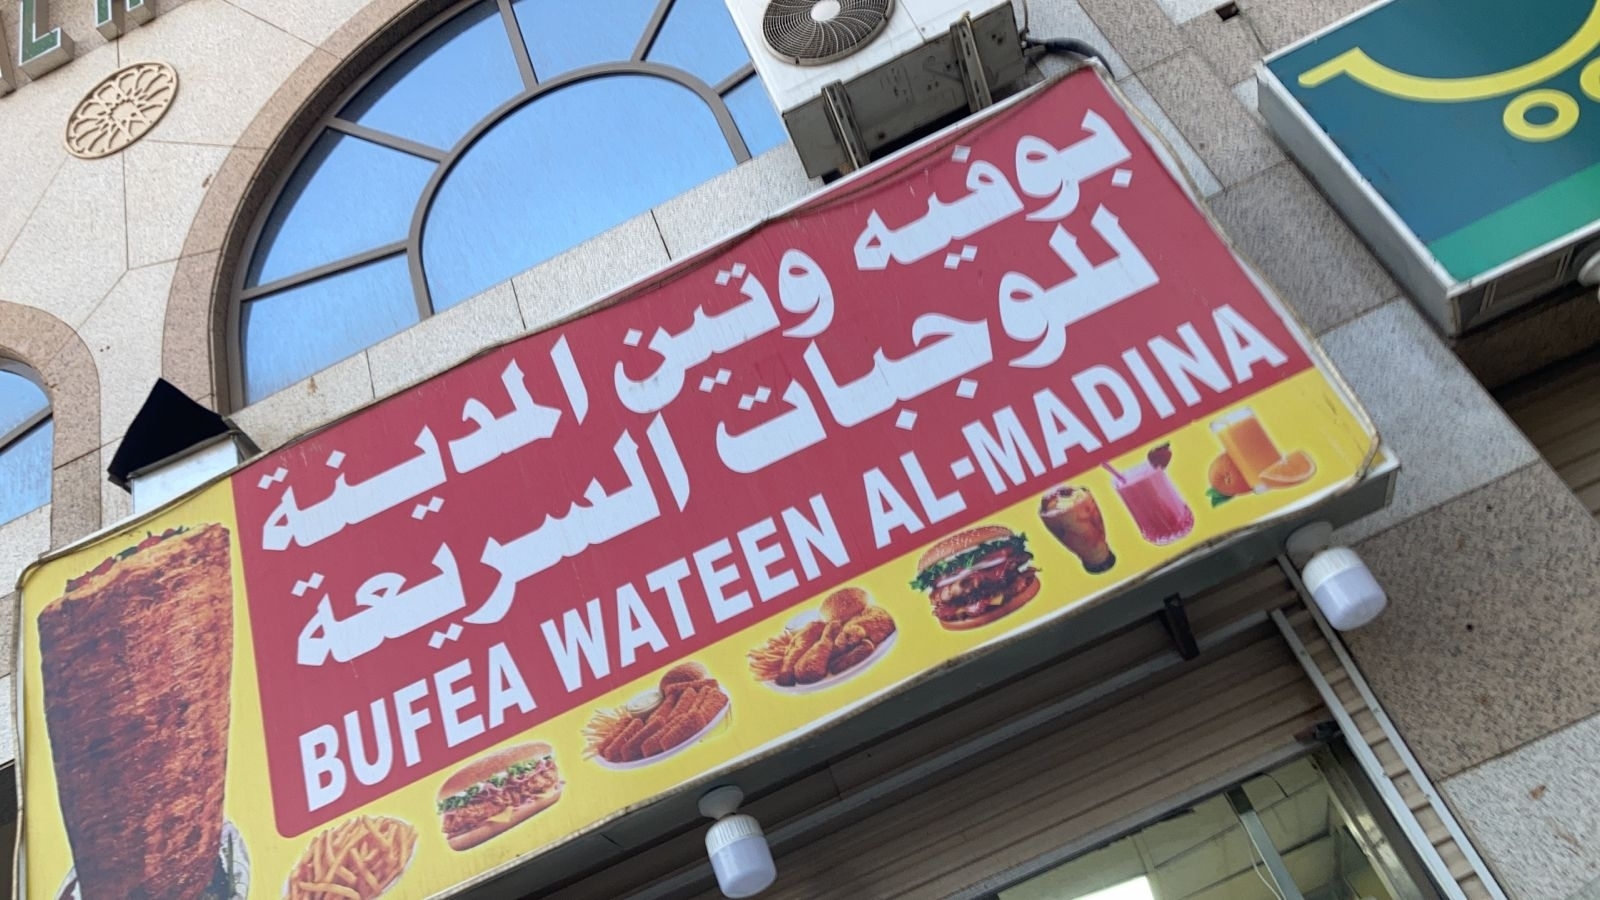 بوفيه وتين المدينة
للوجبات السريعة
BUFEA WATEEN AL-MADINA